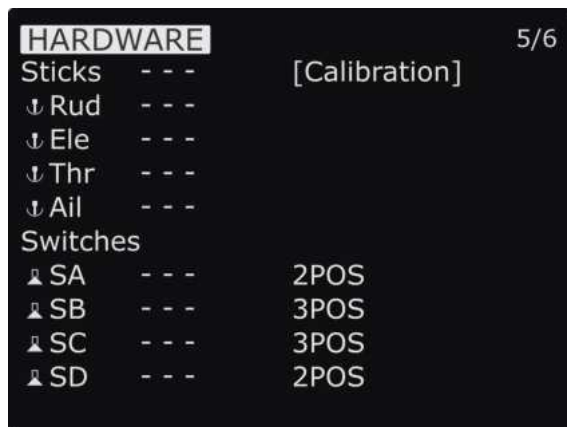 HARDWARE 5/6
Sticks - - - [Calibration]
Rud - - -
Ele - - -
Thr - - -
Ail - - -
Switches
SA - - - 2POS
SB - - - 3POS
SC - - - 3POS
SD - - - 2POS